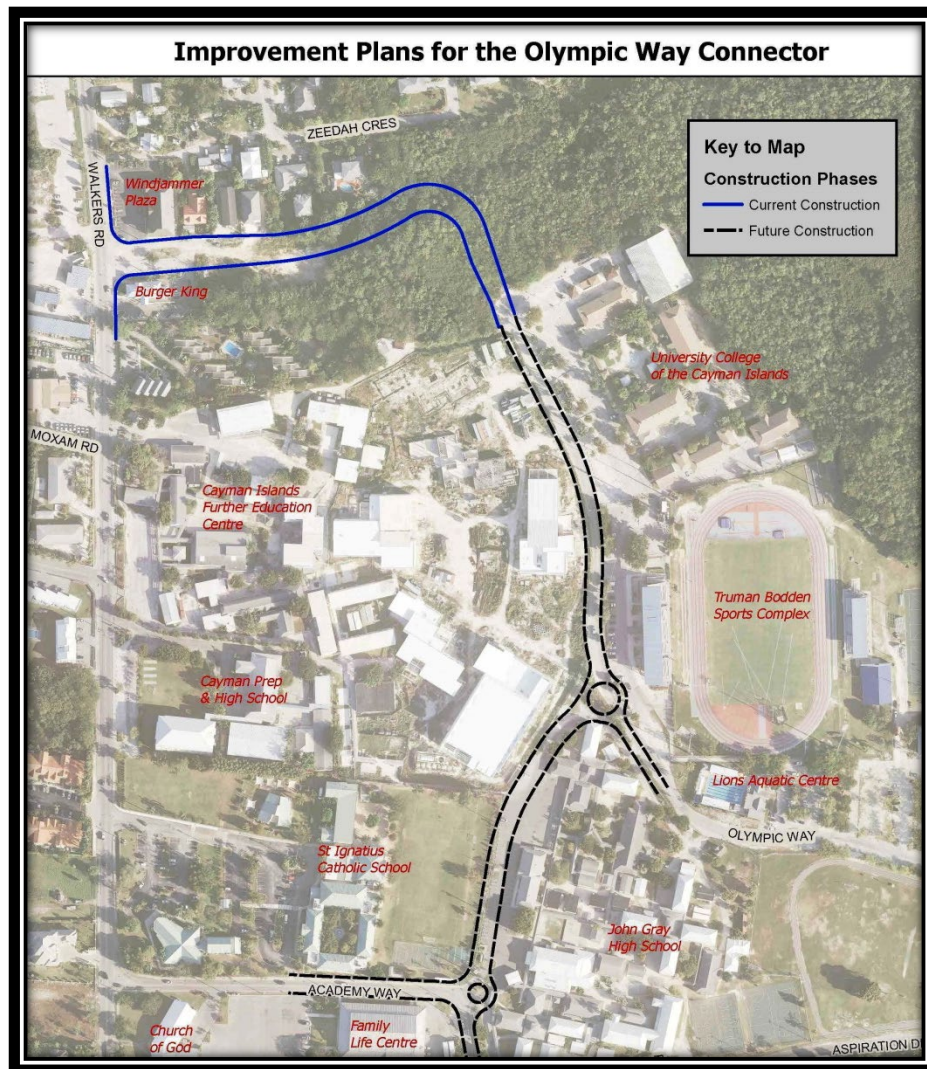 Improvement Plans for the Olympic Way Connector
ZEEDAH CRES
Key to Map
Construction Phases
Current Construction
Future Construction
WALKERS RD
Windjammer
Plaza
Burger King
University College
of the Cayman Islands
MOXAM RD
Cayman Islands
Further Education
Centre
Truman Bodden
Sports Complex
Cayman Prep
& High School
Lions Aquatic Centre
OLYMPIC WAY
St Ignatius
Catholic School
John Gray
High School
ACADEMY WAY
Church
of God
Family
Life Centre
ASPIRATION